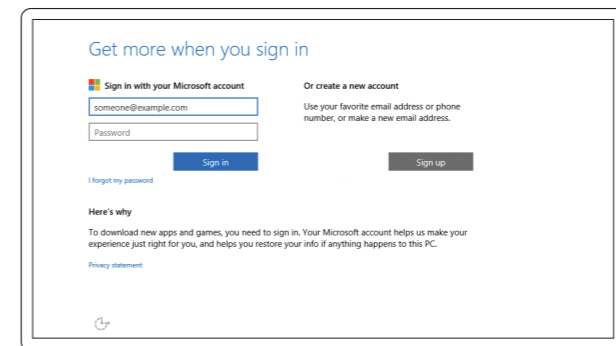 Get more when you sign in
Sign in with your Microsoft account
someone@example.com
Password
Sign in
I forgot my password
Or create a new account
Use your favorite email address or phone
number, or make a new email address.
Sign up
Here's why
To download new apps and games, you need to sign in. Your Microsoft account helps us make your
experience just right for you, and helps you restore your info if anything happens to this PC.
Privacy statement